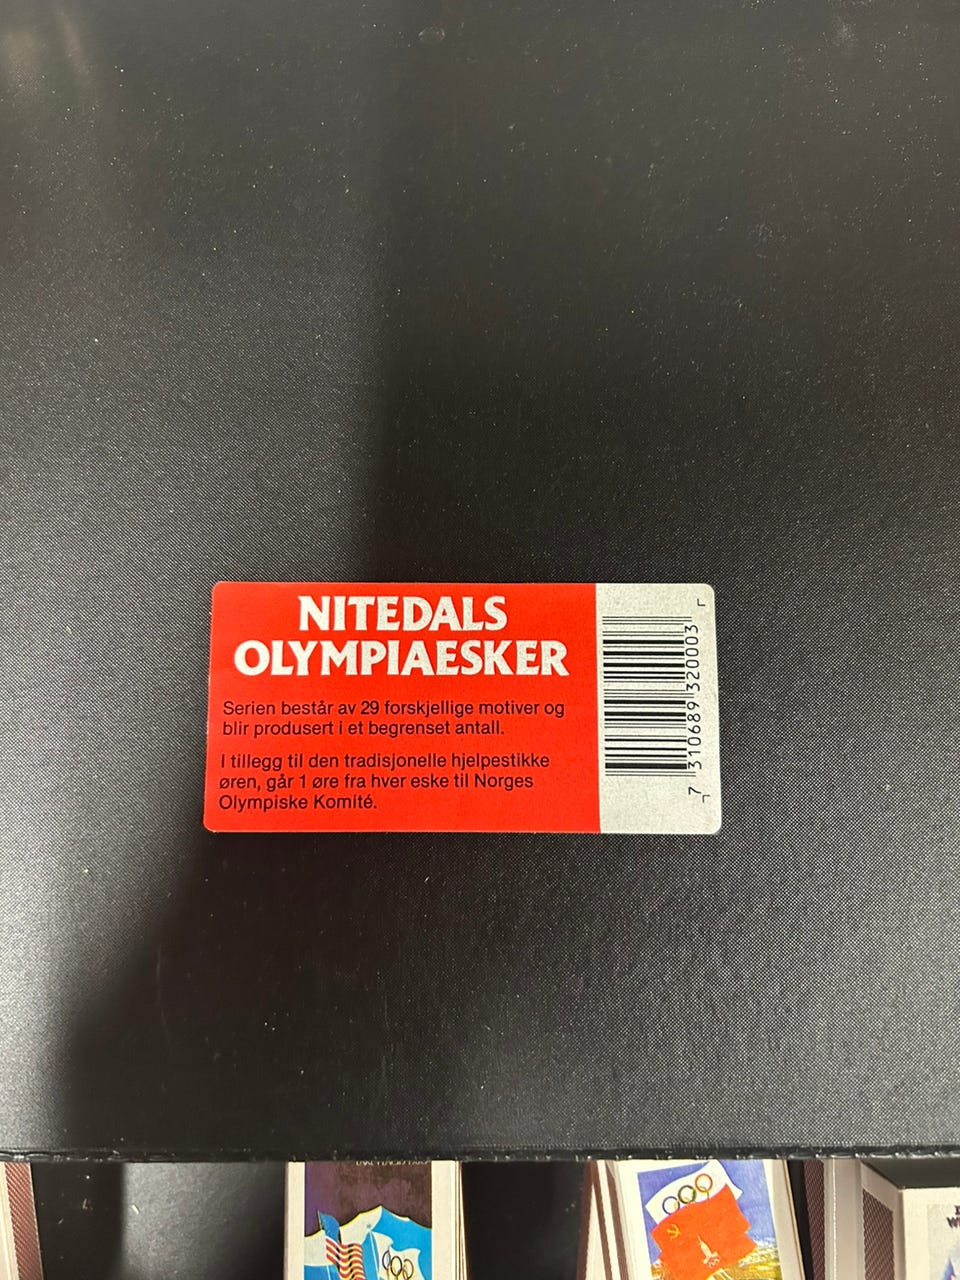 NITEDALS
OLYMPIAESKER
Serien består av 29 forskjellige motiver og
blir produsert i et begrenset antall.
I tillegg til den tradisjonelle hjelpestikke
øren, går 1 øre fra hver eske til Norges
Olympiske Komité.
7 310689 320003